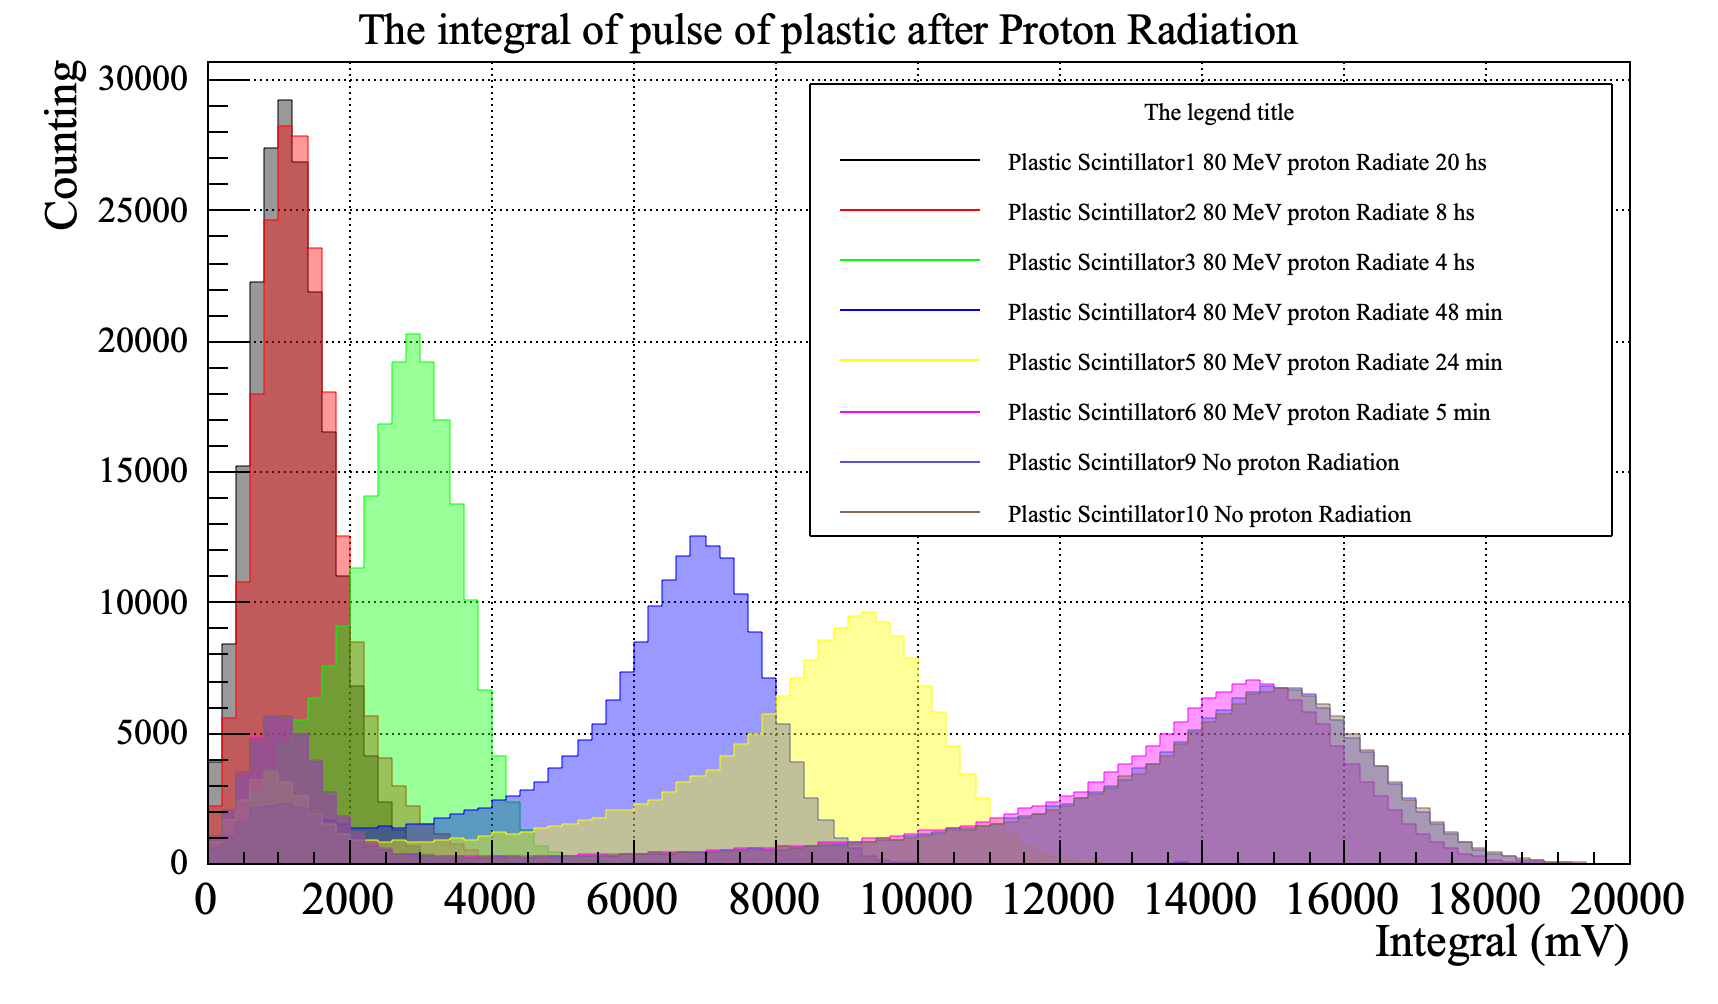 The integral of pulse of plastic after Proton Radiation
Counting
30000
25000
20000
15000
10000
5000
0
The legend title
Plastic Scintillator1 80 MeV proton Radiate 20 hs
Plastic Scintillator2 80 MeV proton Radiate 8 hs
Plastic Scintillator3 80 MeV proton Radiate 4 hs
Plastic Scintillator4 80 MeV proton Radiate 48 min
Plastic Scintillator5 80 MeV proton Radiate 24 min
Plastic Scintillator6 80 MeV proton Radiate 5 min
Plastic Scintillator9 No proton Radiation
Plastic Scintillator10 No proton Radiation
0 2000 4000 6000 8000 10000 12000 14000 16000 18000 20000
Integral (mV)